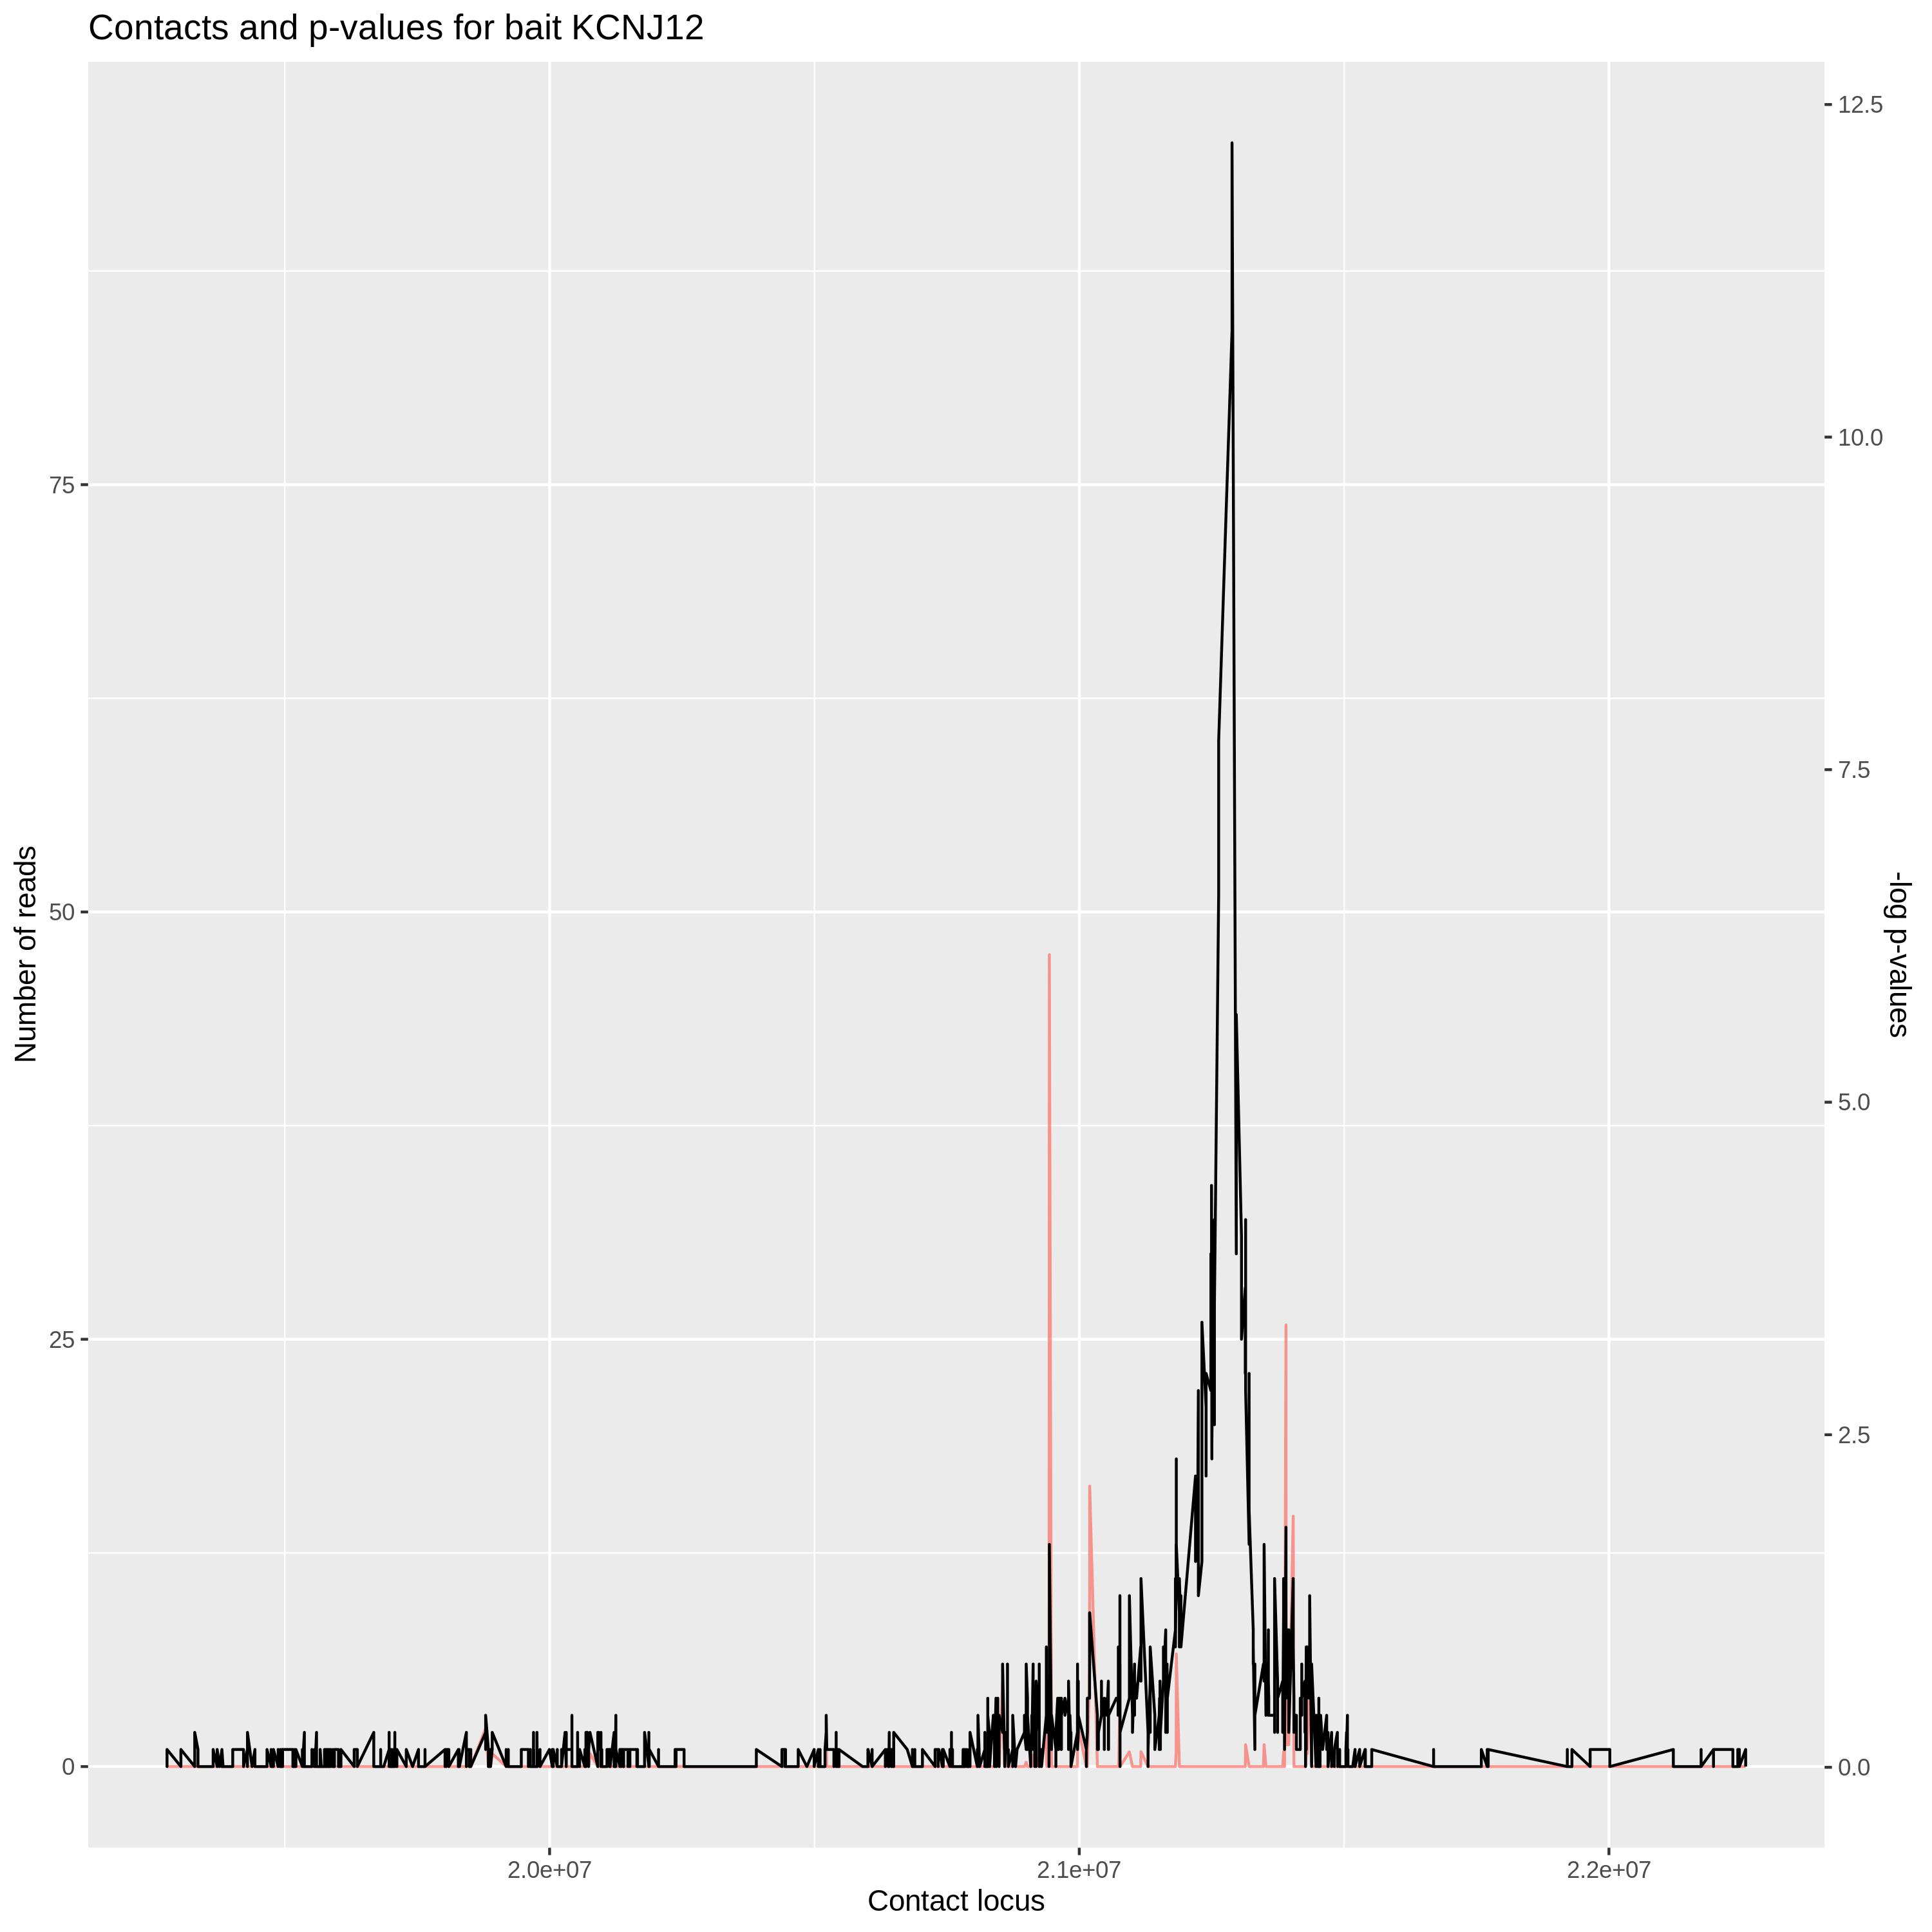 Contacts and p-values for bait KCNJ12
Number of reads
75
50
25
0
12.5
10.0
7.5
5.0
2.5
0.0
-log p-values
2.0e+07
2.1e+07
2.2e+07
Contact locus